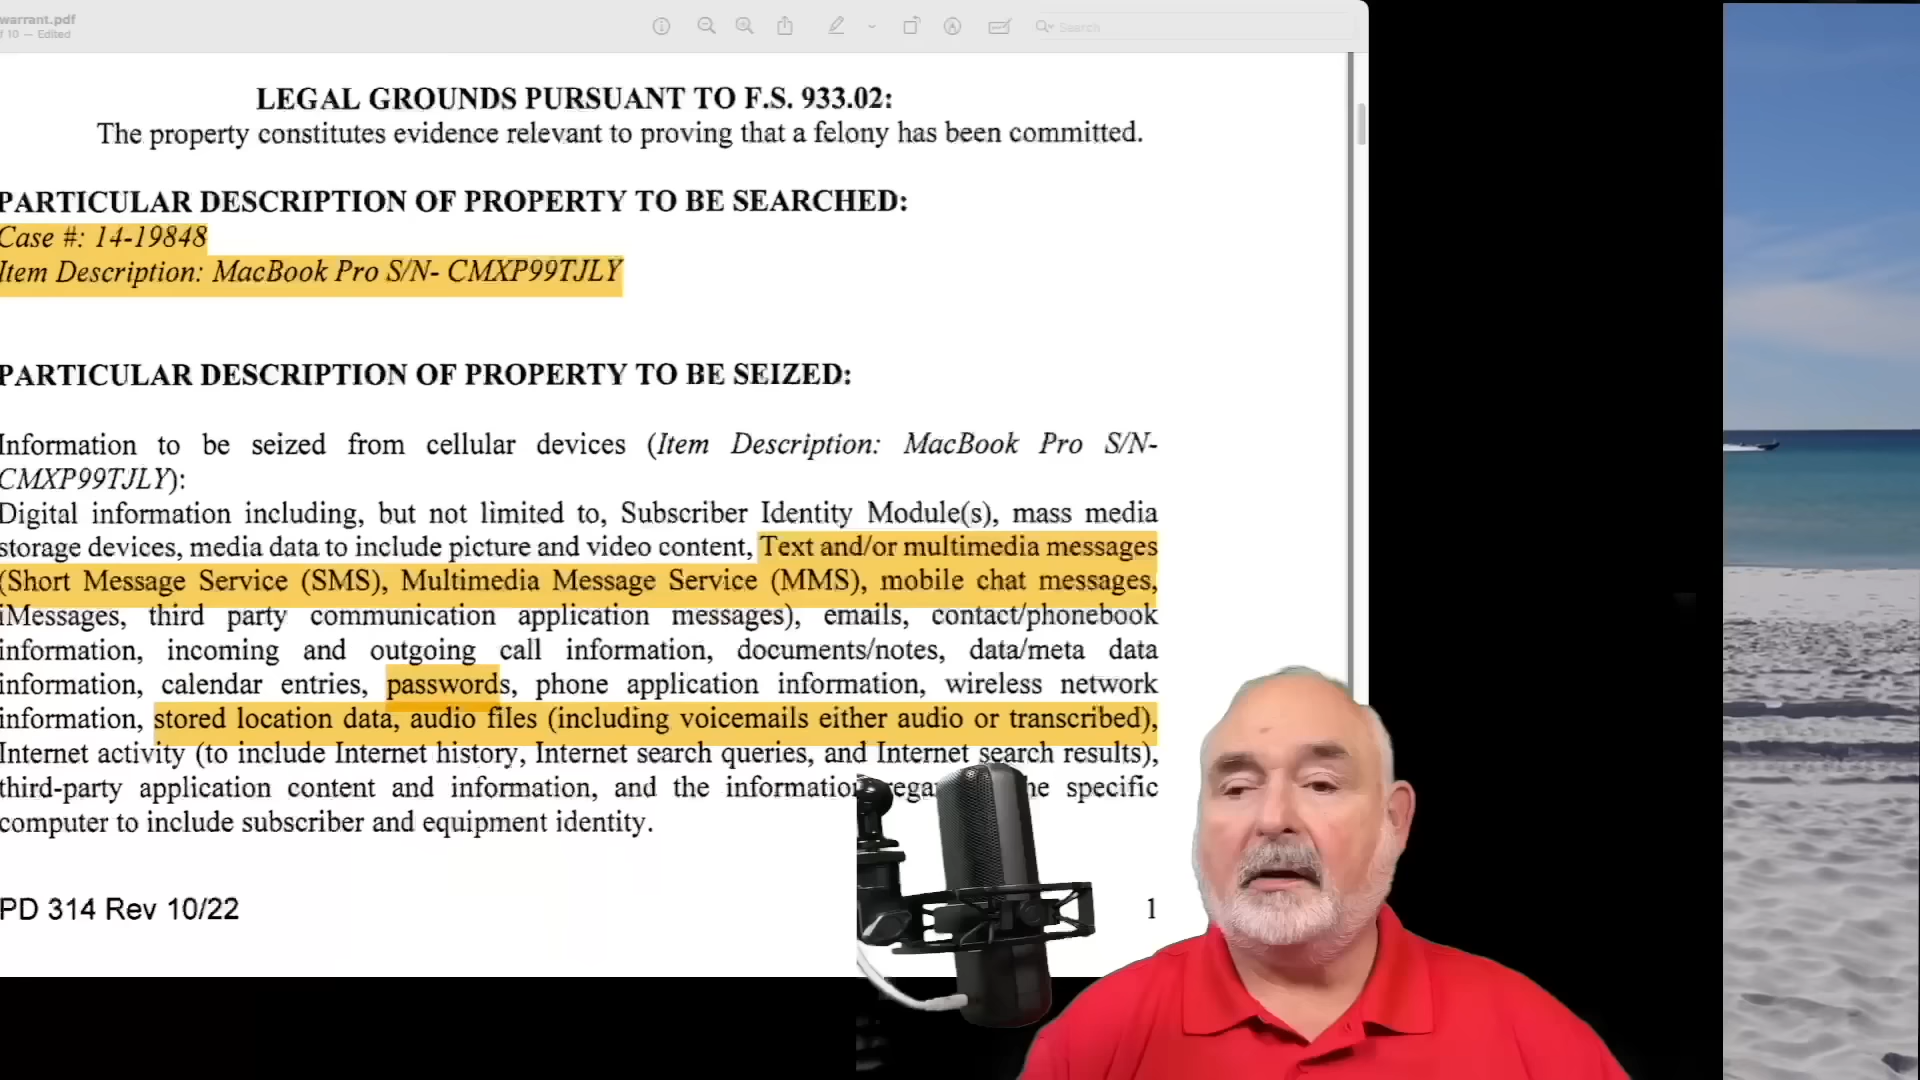 warrant.pdf
f 10 — Edited
Search
LEGAL GROUNDS PURSUANT TO F.S. 933.02:
The property constitutes evidence relevant to proving that a felony has been committed.
PARTICULAR DESCRIPTION OF PROPERTY TO BE SEARCHED:
Case #: 14-19848
Item Description: MacBook Pro S/N- CMXP99TJLY
PARTICULAR DESCRIPTION OF PROPERTY TO BE SEIZED:
Information to be seized from cellular devices (Item Description: MacBook Pro S/N-
CMXP99TJLY):
Digital information including, but not limited to, Subscriber Identity Module(s), mass media
storage devices, media data to include picture and video content, Text and/or multimedia messages
(Short Message Service (SMS), Multimedia Message Service (MMS), mobile chat messages,
iMessages, third party communication application messages), emails, contact/phonebook
information, incoming and outgoing call information, documents/notes, data/meta data
information, calendar entries, passwords, phone application information, wireless network
information, stored location data, audio files (including voicemails either audio or transcribed),
Internet activity (to include Internet history, Internet search queries, and Internet search results),
third-party application content and information, and the information rega he specific
computer to include subscriber and equipment identity.
PD 314 Rev 10/22
1